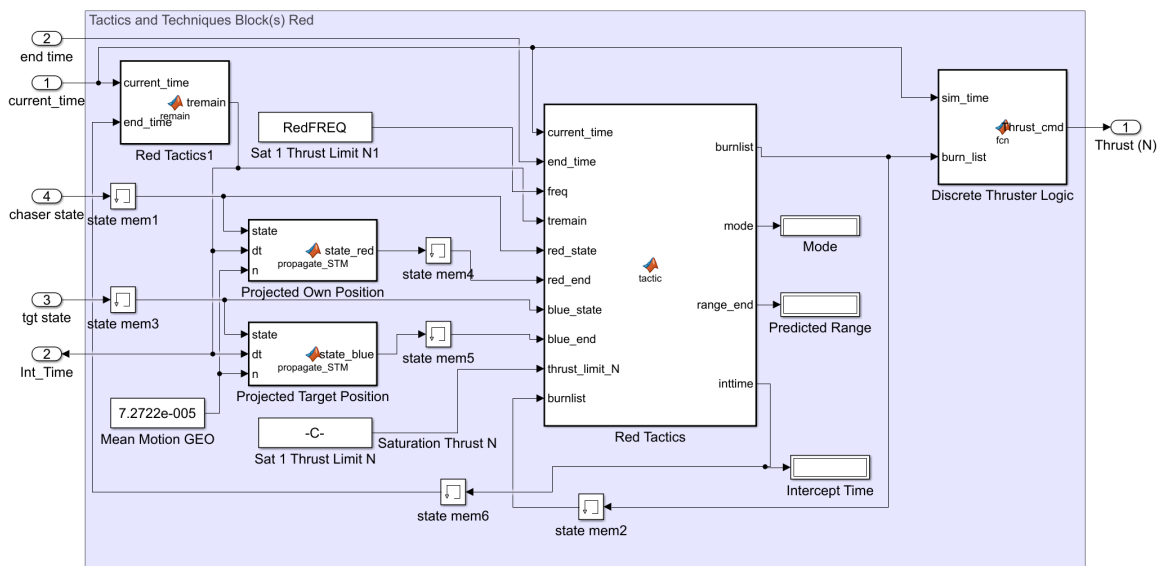 Tactics and Techniques Block(s) Red
2
end time
1
current_time
current_time
end_time
tremain
remain
Red Tactics1
RedFREQ
Sat 1 Thrust Limit N1
4
chaser state
state mem1
state
dt
n
state_red
propagate_STM
Projected Own Position
state mem4
3
tgt state
state mem3
state
dt
n
state_blue
propagate_STM
Projected Target Position
state mem5
2
Int_Time
7.2722e-005
Mean Motion GEO
-C-
Sat 1 Thrust Limit N
Saturation Thrust N
current_time
end_time
freq
tremain
red_state
red_end
blue_state
blue_end
thrust_limit_N
burnlist
tactic
burnlist
mode
range_end
inttime
Red Tactics
sim_time
burn_list
Thrust_cmd
fcn
Discrete Thruster Logic
1
Thrust (N)
Mode
Predicted Range
Intercept Time
state mem6
state mem2